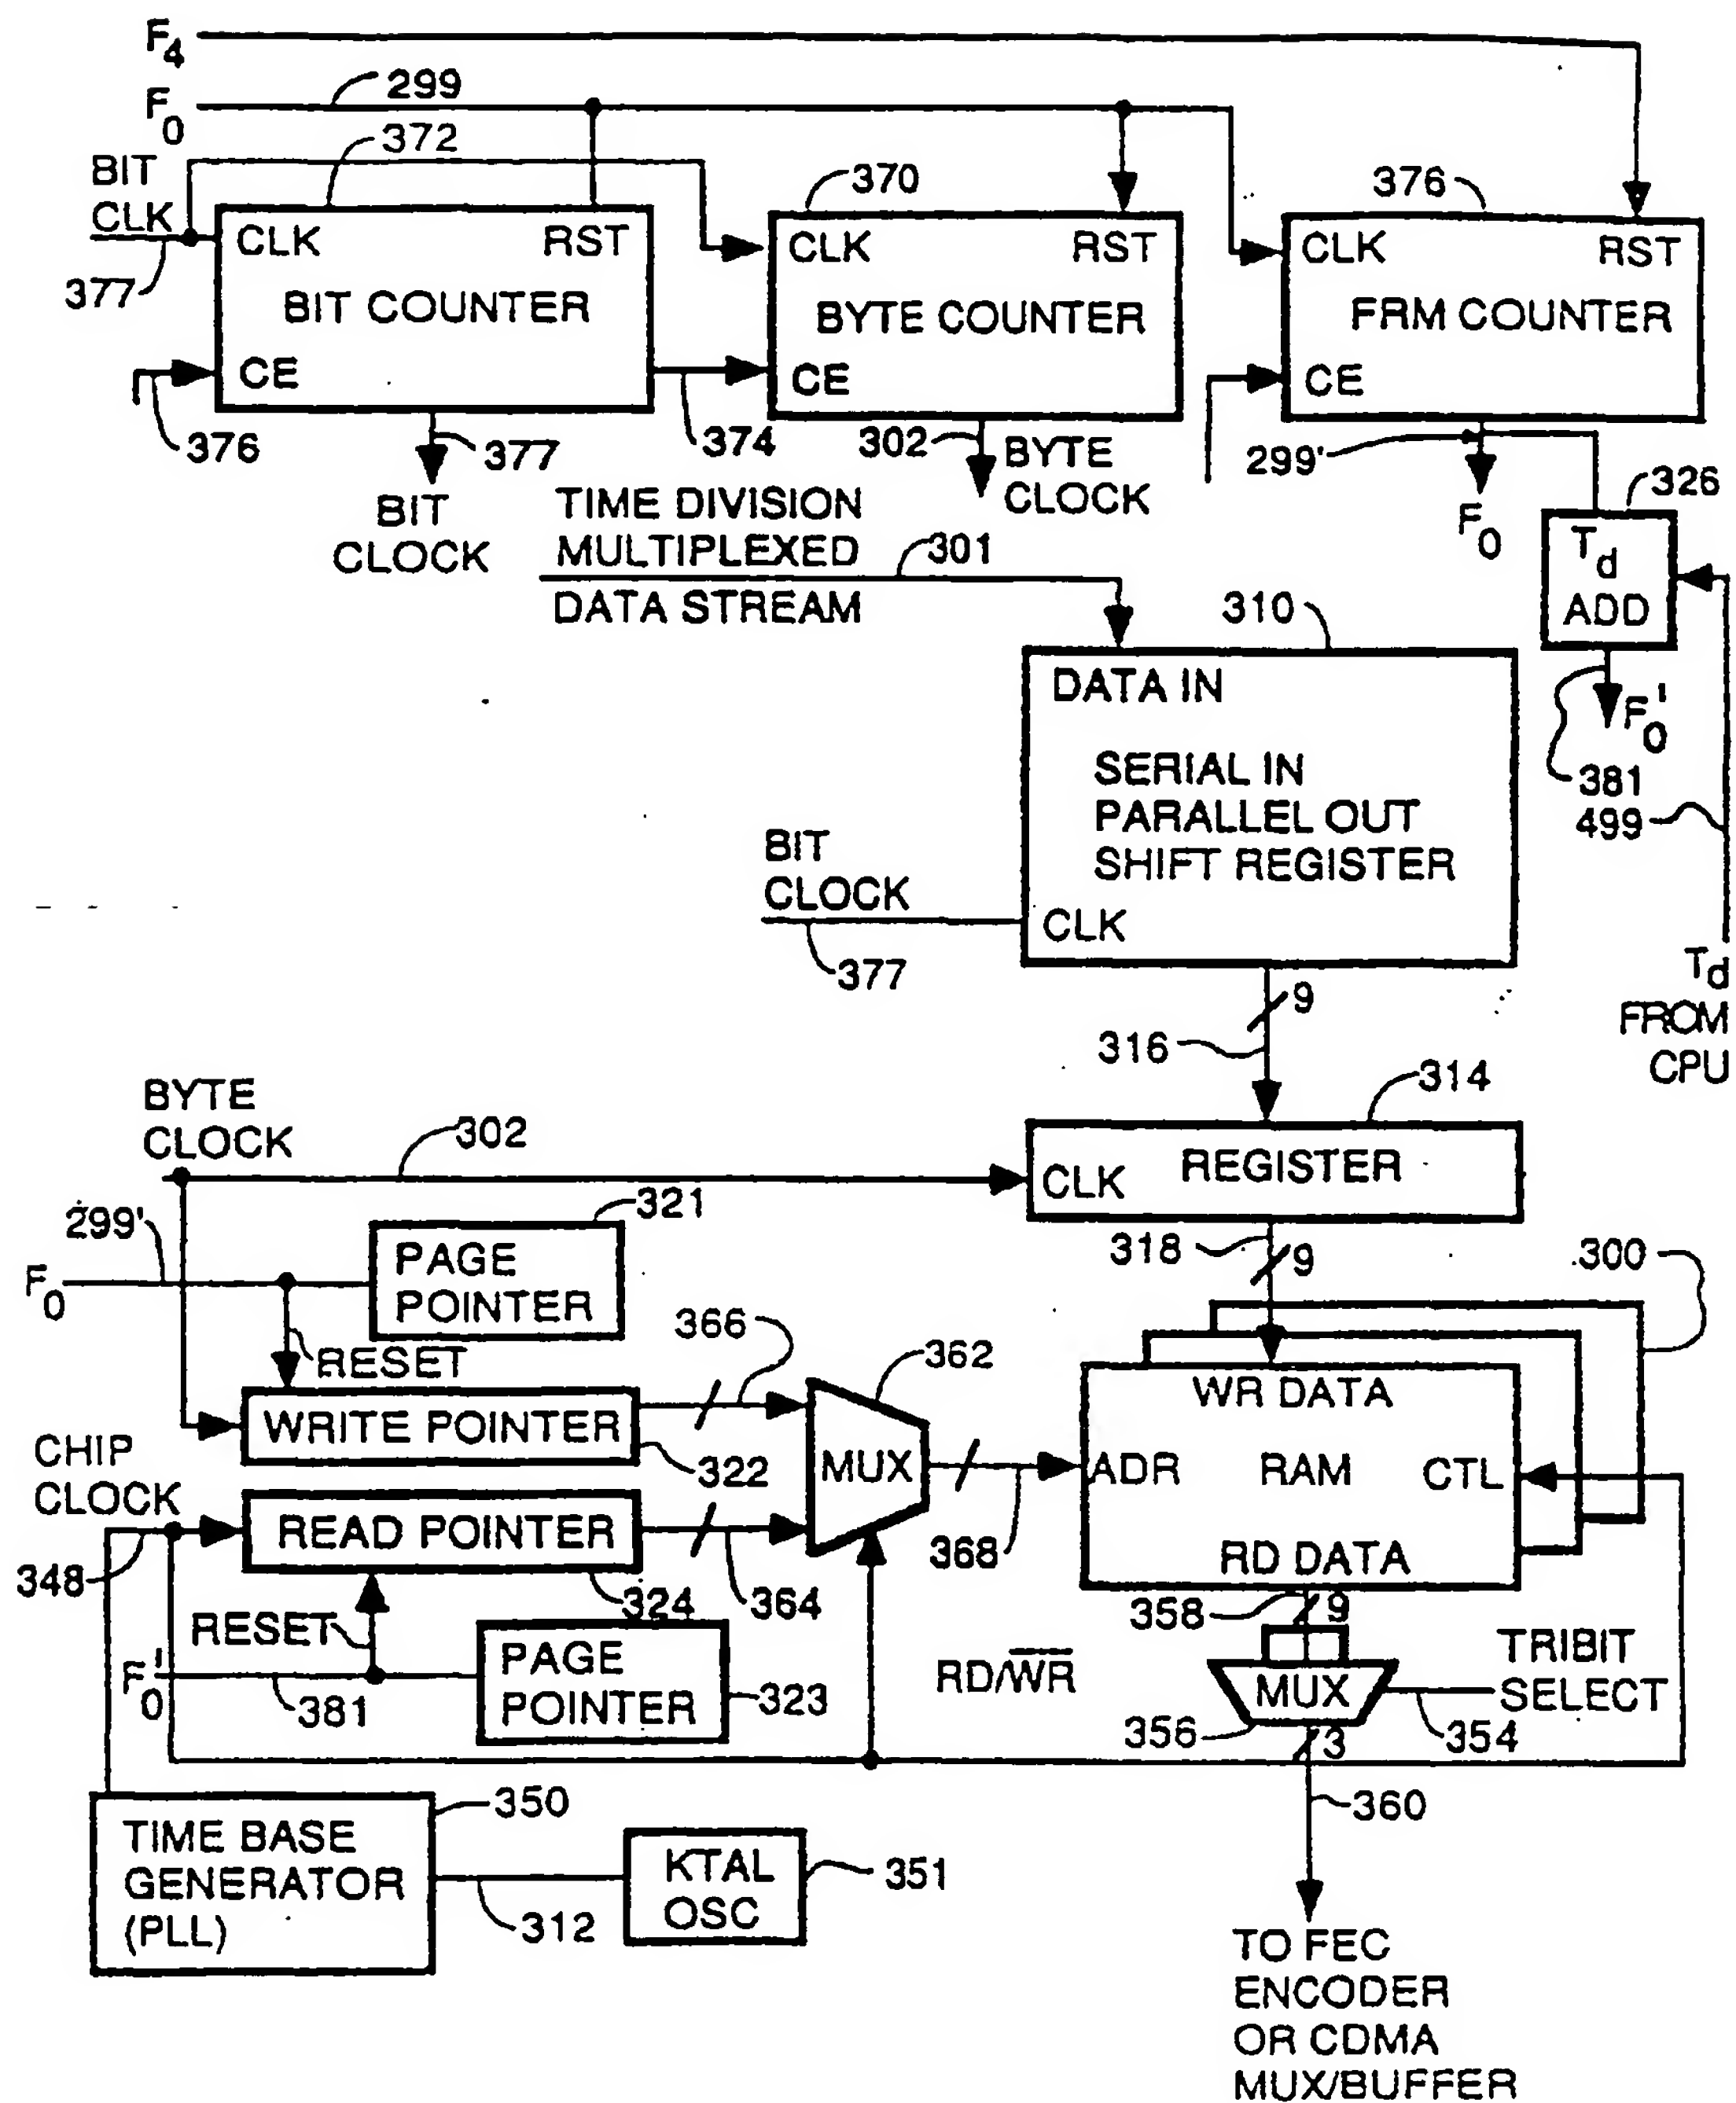 F4
F0
299
372
BIT
CLK
377
CLK
RST
BIT COUNTER
CE
376
377
BIT
CLOCK
370
CLK
RST
BYTE COUNTER
CE
374
302
BYTE
CLOCK
376
CLK
RST
FRM COUNTER
CE
299'
F0
326
Td
ADD
F0'
381
499
Td
FROM
CPU
TIME DIVISION
MULTIPLEXED
DATA STREAM
301
310
DATA IN
SERIAL IN
PARALLEL OUT
SHIFT REGISTER
CLK
BIT
CLOCK
377
9
316
314
BYTE
CLOCK
302
CLK
REGISTER
299'
F0
321
PAGE
POINTER
RESET
318
9
300
366
362
WRITE POINTER
322
CHIP
CLOCK
348
READ POINTER
324
364
MUX
368
WR DATA
ADR
RAM
CTL
RD DATA
RESET
F0'
381
PAGE
POINTER
323
RD/WR
358
9
MUX
TRIBIT
SELECT
354
356
3
360
350
TIME BASE
GENERATOR
(PLL)
312
KTAL
OSC
351
TO FEC
ENCODER
OR CDMA
MUX/BUFFER